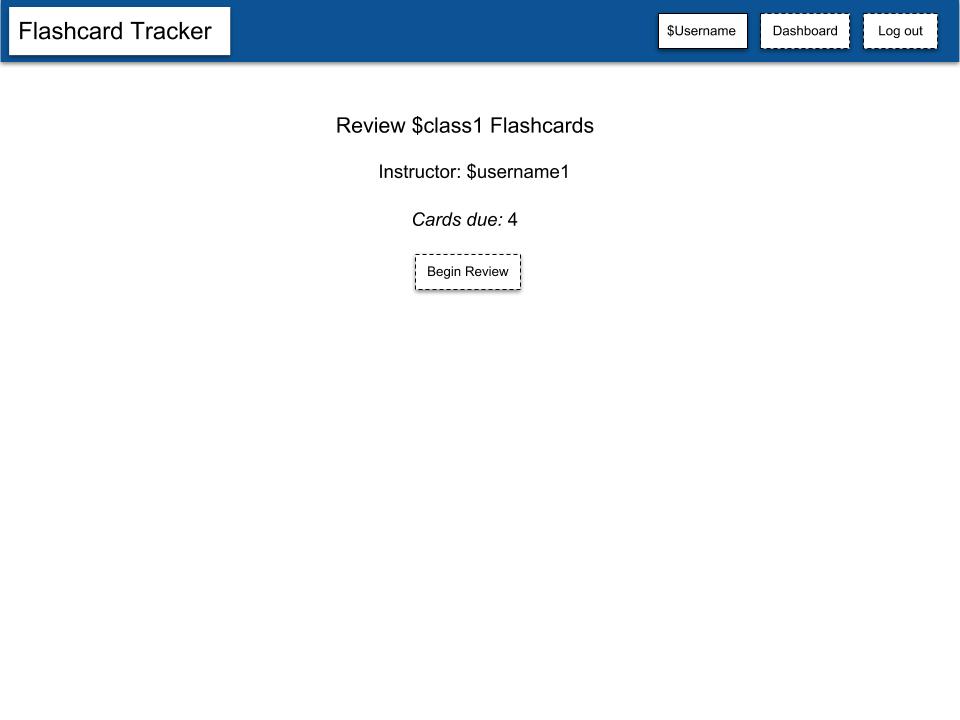 Flashcard Tracker
$Username
Dashboard
Log out
Review $class1 Flashcards
Instructor: $username1
Cards due: 4
Begin Review